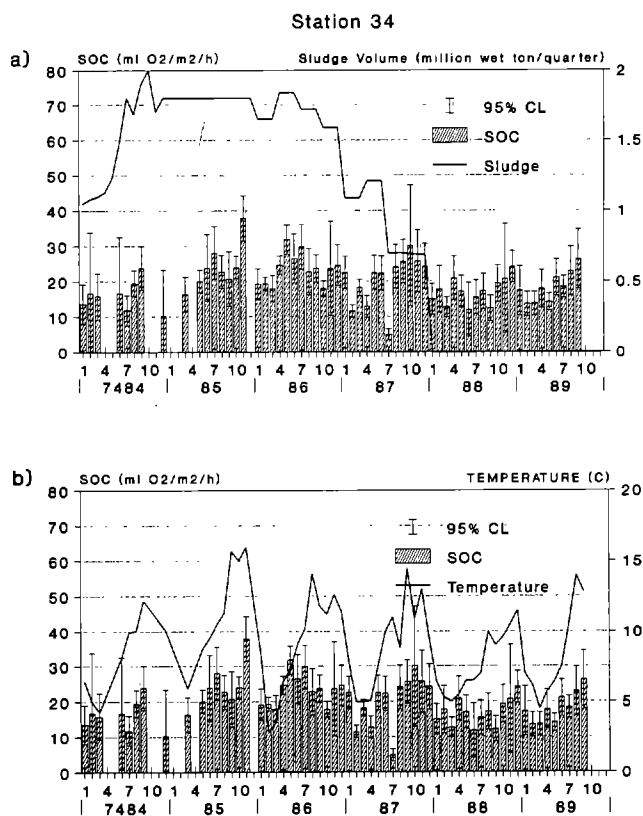 Station 34
a)
SOC (ml O2/m2/h) Sludge Volume (million wet ton/quarter)
80 2
70
60 1.5
50
40 1
30
20 0.5
10
0 0
95% CL
SOC
Sludge
1 4 7 10 1 4 7 10 1 4 7 10 1 4 7 10 1 4 7 10 1 4 7 10
| 7484 | 85 | 86 | 87 | 88 | 89 |
b)
SOC (ml O2/m2/h) TEMPERATURE (C)
80 20
70
60 15
50
40 10
30
20 5
10
0 0
95% CL
SOC
Temperature
1 4 7 10 1 4 7 10 1 4 7 10 1 4 7 10 1 4 7 10 1 4 7 10
| 7484 | 85 | 86 | 87 | 88 | 89 |